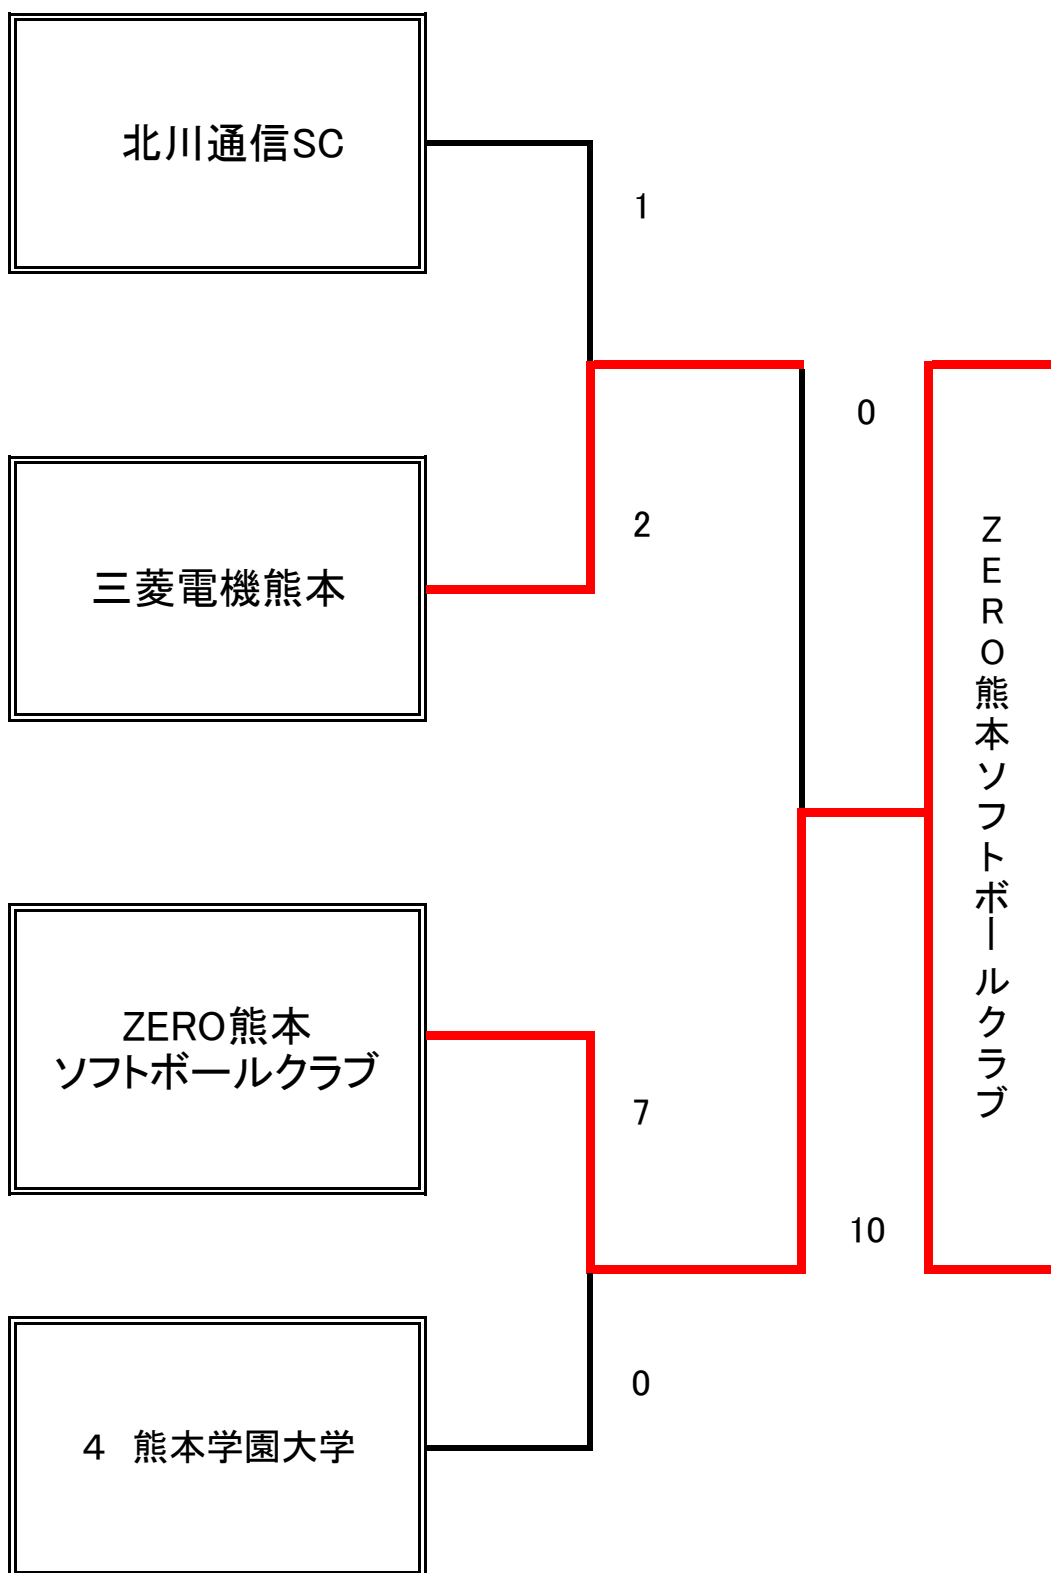 北川通信SC
1
0
三菱電機熊本
2
ZERO熊本ソフトボールクラブ
ZERO熊本
ソフトボールクラブ
7
10
0
4　熊本学園大学